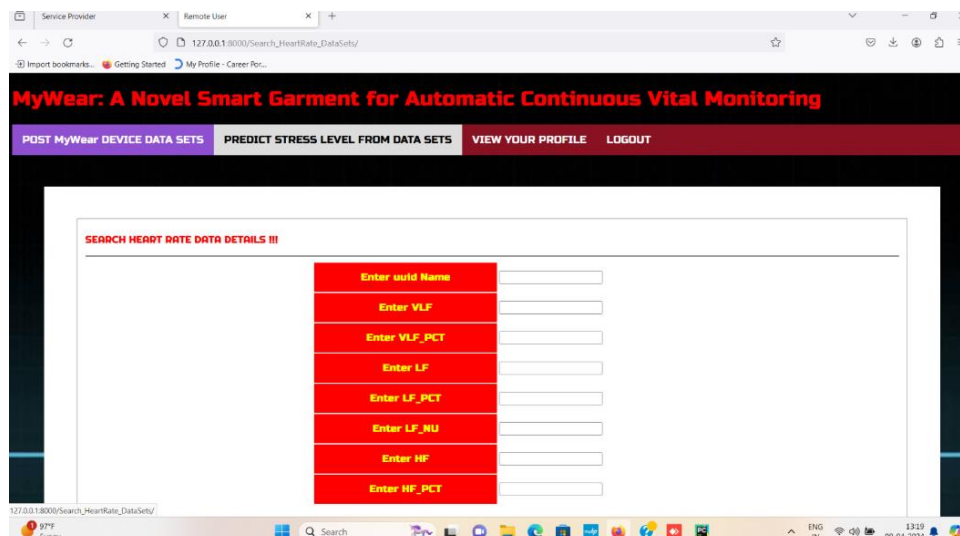 Service Provider × Remote User × +
127.0.0.1:8000/Search_HeartRate_DataSets/
Import bookmarks... Getting Started My Profile - Career Por...
MyWear: A Novel Smart Garment for Automatic Continuous Vital Monitoring
POST MyWear DEVICE DATA SETS PREDICT STRESS LEVEL FROM DATA SETS VIEW YOUR PROFILE LOGOUT
SEARCH HEART RATE DATA DETAILS !!!
Enter uuid Name
Enter VLF
Enter VLF_PCT
Enter LF
Enter LF_PCT
Enter LF_NU
Enter HF
Enter HF_PCT
127.0.0.1:8000/Search_HeartRate_DataSets/
1 97°F Search ENG 13:19